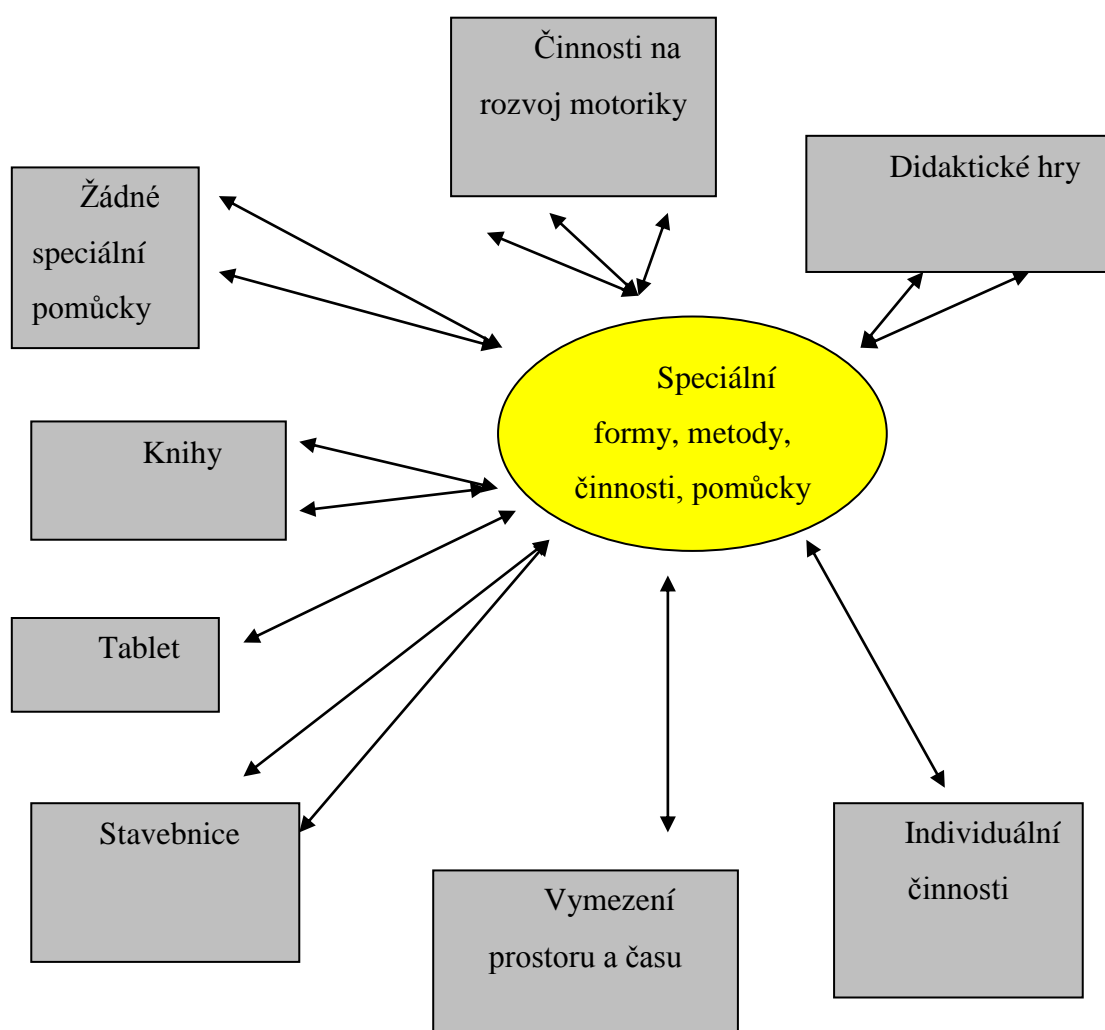 Činnosti na
rozvoj motoriky
Didaktické hry
Žádné
speciální
pomůcky
Speciální
formy, metody,
činnosti, pomůcky
Knihy
Tablet
Stavebnice
Individuální
činnosti
Vymezení
prostoru a času